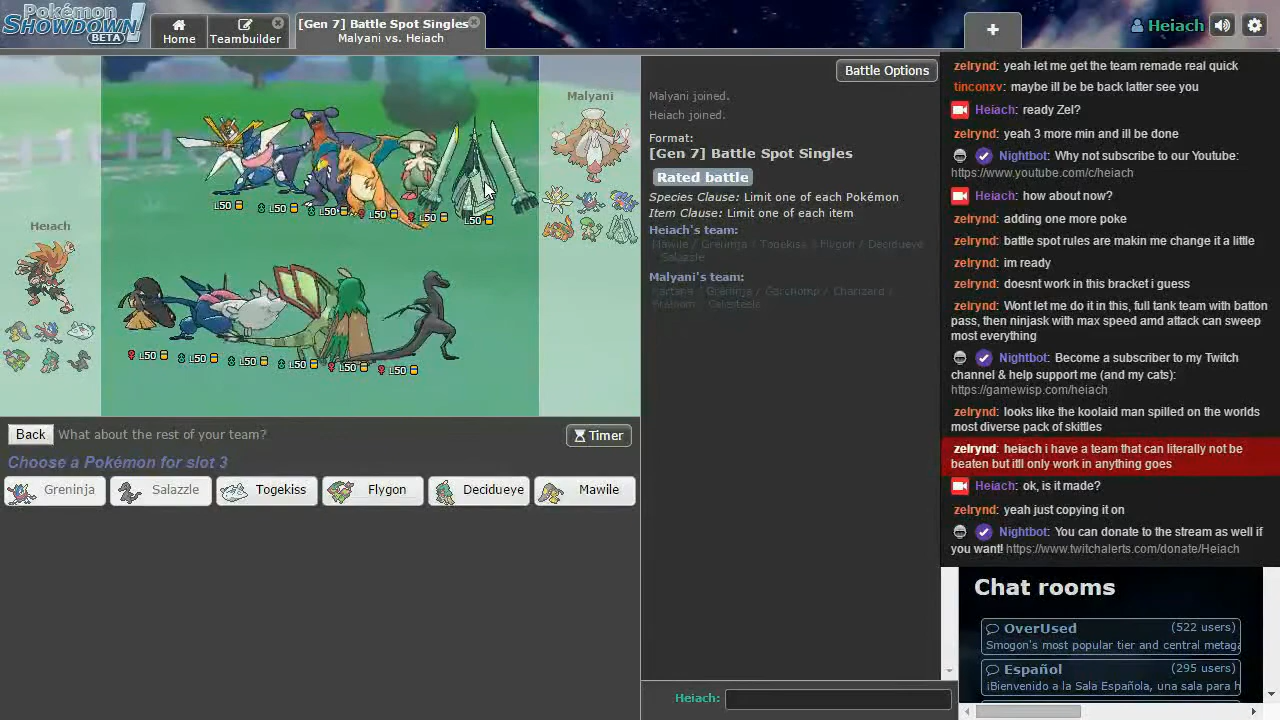 Pokémon
SHOWDOWN!
BETA
Home
Teambuilder
[Gen 7] Battle Spot Singles
Malyani vs. Heiach
+
Heiach
Heiach
Malyani
L50
L50
L50
L50
L50
L50
L50
L50
L50
L50
L50
L50
Back What about the rest of your team?
Timer
Choose a Pokémon for slot 3
Greninja
Salazzle
Togekiss
Flygon
Decidueye
Mawile
Battle Options
Malyani joined.
Heiach joined.
Format:
[Gen 7] Battle Spot Singles
Rated battle
Species Clause: Limit one of each Pokémon
Item Clause: Limit one of each item
Heiach's team:
Mawile / Greninja / Togekiss / Flygon / Decidueye
/ Salazzle
Malyani's team:
Kartana / Greninja / Garchomp / Charizard /
Breloom / Celesteela
Heiach:
zelrynd: yeah let me get the team remade real quick
tinconxv: maybe ill be be back latter see you
Heiach: ready Zel?
zelrynd: yeah 3 more min and ill be done
Nightbot: Why not subscribe to our Youtube:
https://www.youtube.com/c/heiach
Heiach: how about now?
zelrynd: adding one more poke
zelrynd: battle spot rules are makin me change it a little
zelrynd: im ready
zelrynd: doesnt work in this bracket i guess
zelrynd: Wont let me do it in this, full tank team with batton
pass, then ninjask with max speed amd attack can sweep
most everything
Nightbot: Become a subscriber to my Twitch
channel & help support me (and my cats):
https://gamewisp.com/heiach
zelrynd: looks like the koolaid man spilled on the worlds
most diverse pack of skittles
zelrynd: heiach i have a team that can literally not be
beaten but itll only work in anything goes
Heiach: ok, is it made?
zelrynd: yeah just copying it on
Nightbot: You can donate to the stream as well if
you want! https://www.twitchalerts.com/donate/Heiach
Chat rooms
OverUsed
(522 users)
Smogon's most popular tier and central metaga
Español
(295 users)
¡Bienvenido a la Sala Española, una sala para h